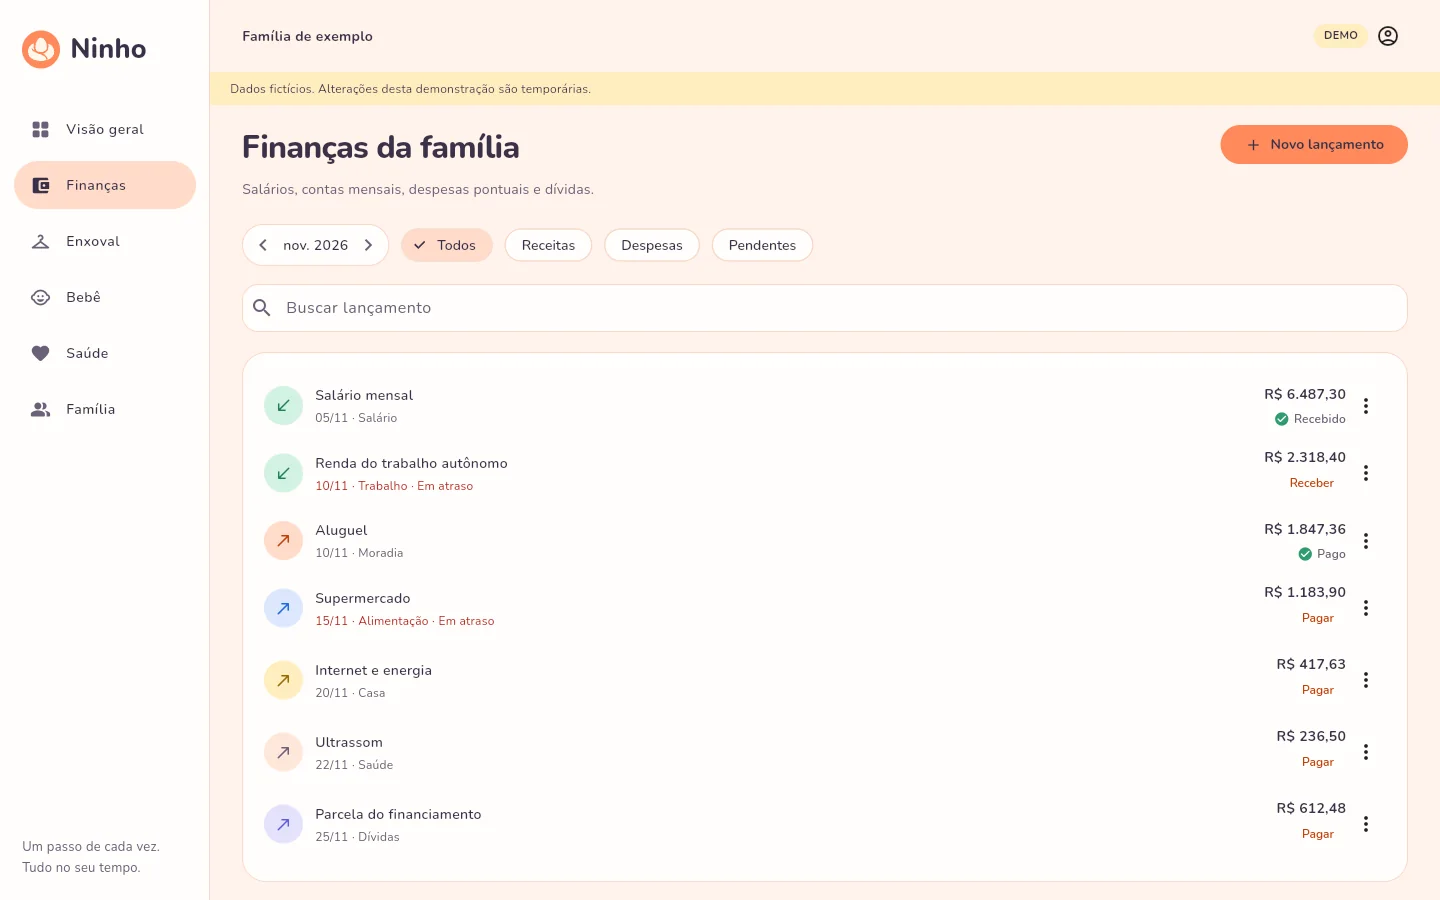 Ninho
Visão geral
Finanças
Enxoval
Bebê
Saúde
Família
Um passo de cada vez.
Tudo no seu tempo.
Família de exemplo
DEMO
Dados fictícios. Alterações desta demonstração são temporárias.
Finanças da família
Novo lançamento
Salários, contas mensais, despesas pontuais e dívidas.
nov. 2026
Todos
Receitas
Despesas
Pendentes
Buscar lançamento
Salário mensal
05/11 · Salário
R$ 6.487,30
Recebido
Renda do trabalho autônomo
10/11 · Trabalho · Em atraso
R$ 2.318,40
Receber
Aluguel
10/11 · Moradia
R$ 1.847,36
Pago
Supermercado
15/11 · Alimentação · Em atraso
R$ 1.183,90
Pagar
Internet e energia
20/11 · Casa
R$ 417,63
Pagar
Ultrassom
22/11 · Saúde
R$ 236,50
Pagar
Parcela do financiamento
25/11 · Dívidas
R$ 612,48
Pagar